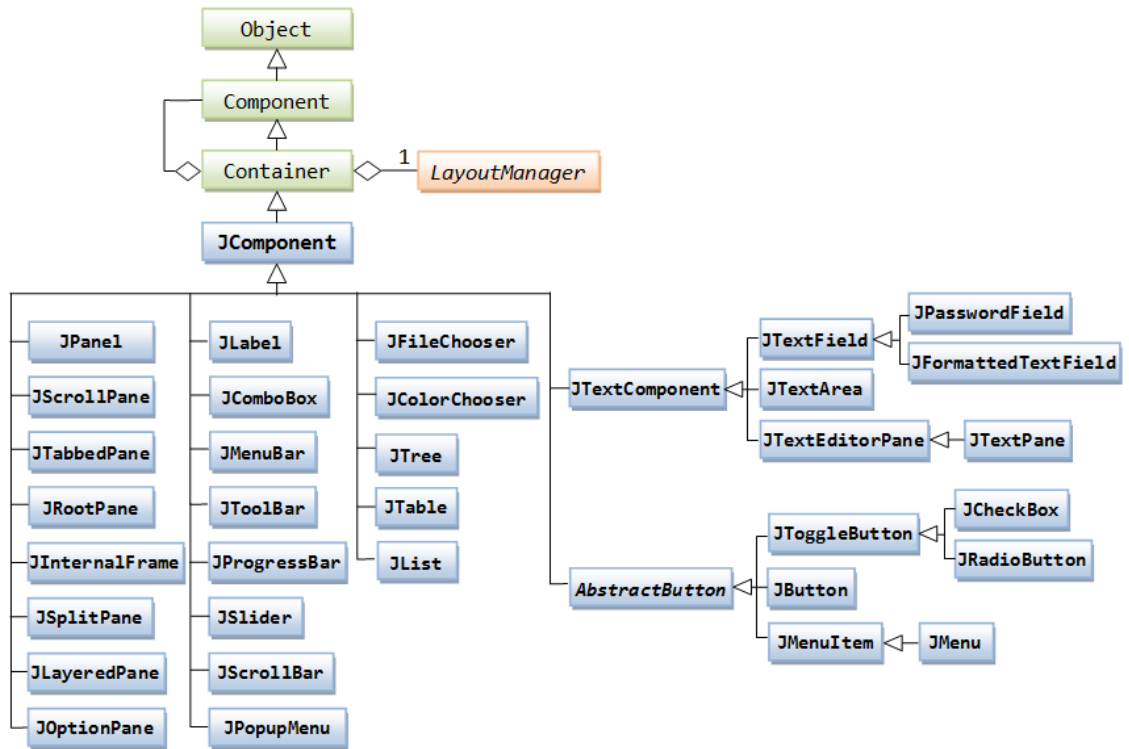 Object
Component
Container
1
LayoutManager
JComponent
JPanel
JScrollPane
JTabbedPane
JRootPane
JInternalFrame
JSplitPane
JLayeredPane
JOptionPane
JLabel
JComboBox
JMenuBar
JToolBar
JProgressBar
JSlider
JScrollBar
JPopupMenu
JFileChooser
JColorChooser
JTree
JTable
JList
JTextComponent
JTextField
JPasswordField
JFormattedTextField
JTextArea
JTextEditorPane
JTextPane
AbstractButton
JToggleButton
JCheckBox
JRadioButton
JButton
JMenuItem
JMenu